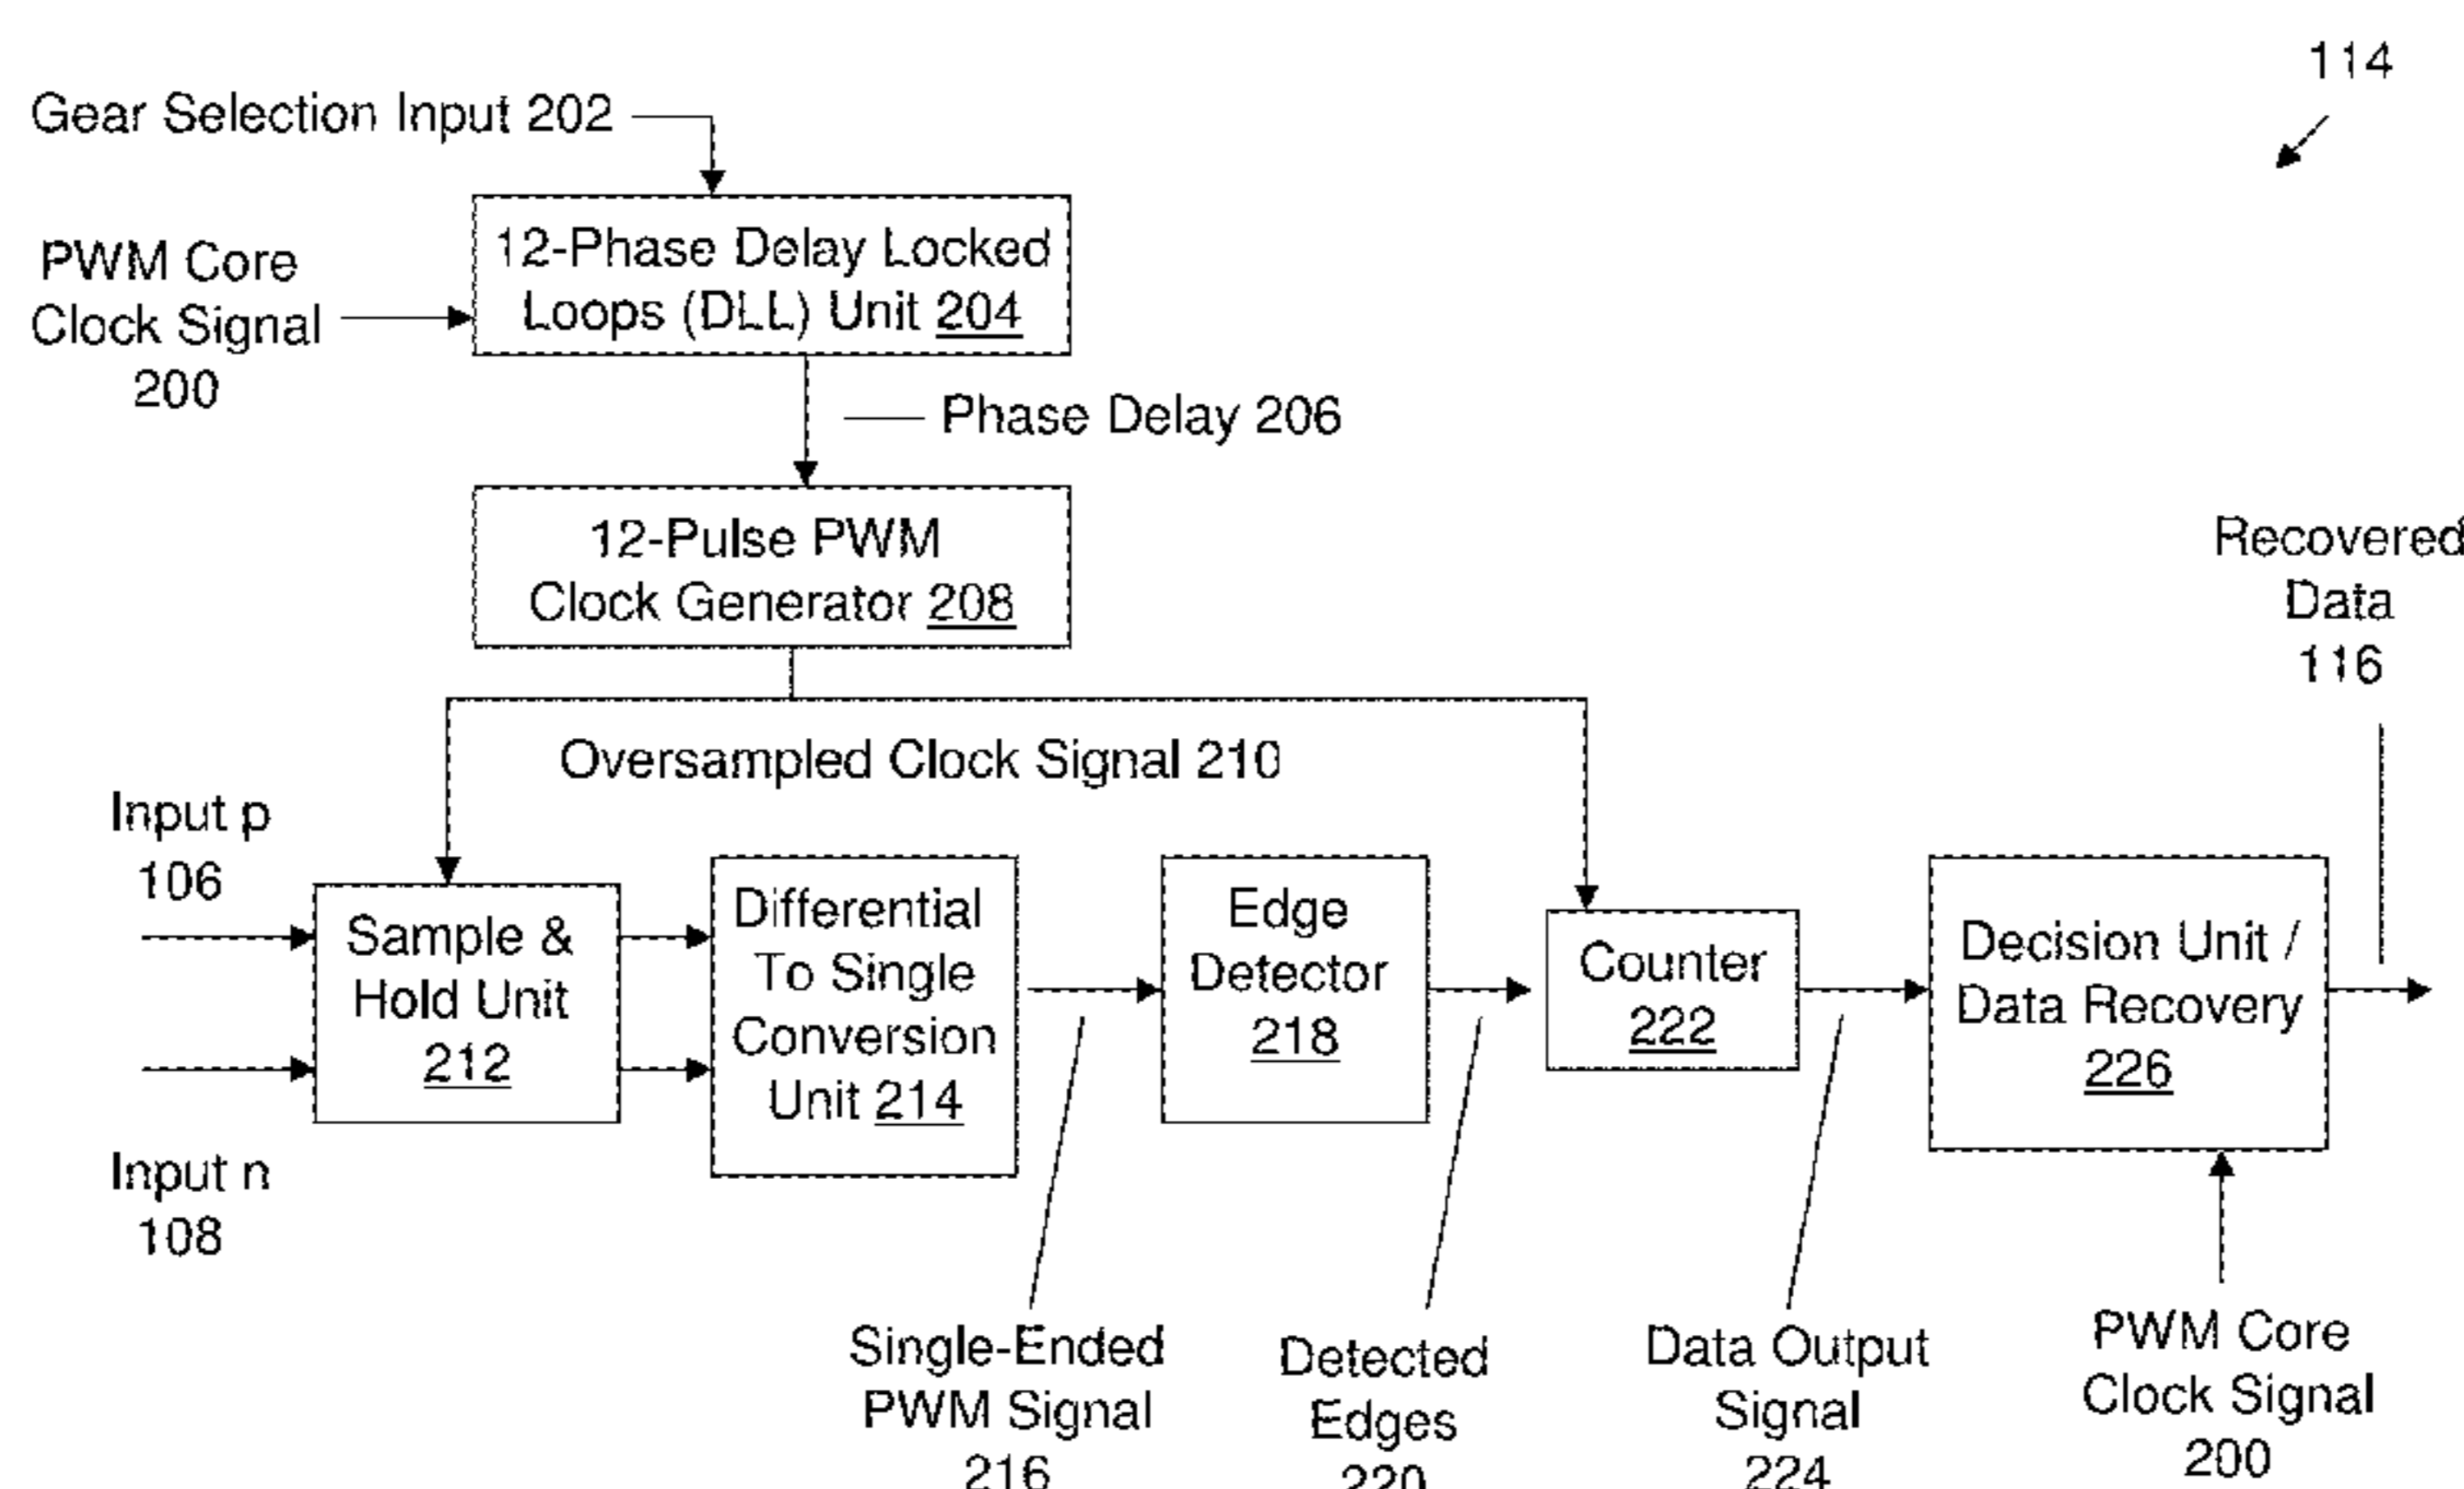 114
Gear Selection Input 202
PWM Core
Clock Signal
200
12-Phase Delay Locked
Loops (DLL) Unit 204
Phase Delay 206
12-Pulse PWM
Clock Generator 208
Recovered
Data
116
Oversampled Clock Signal 210
Input p
106
Sample &
Hold Unit
212
Differential
To Single
Conversion
Unit 214
Edge
Detector
218
Counter
222
Decision Unit /
Data Recovery
226
Input n
108
Single-Ended
PWM Signal
216
Detected
Edges
220
Data Output
Signal
224
PWM Core
Clock Signal
200